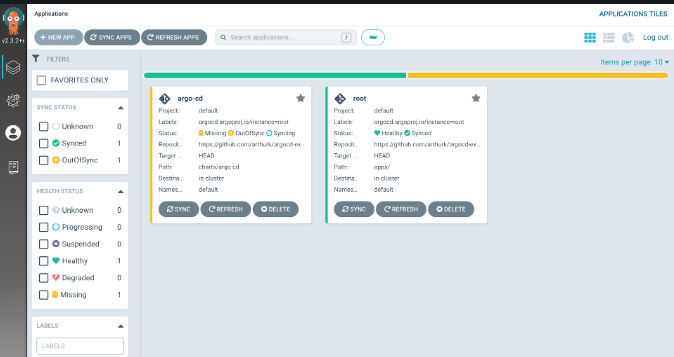 Applications
APPLICATIONS TILES
v2.3.2+
NEW APP
SYNC APPS
REFRESH APPS
Search applications...
/
Log out
FILTERS
FAVORITES ONLY
SYNC STATUS
Unknown 0
Synced 1
OutOfSync 1
HEALTH STATUS
Unknown 0
Progressing 0
Suspended 0
Healthy 1
Degraded 0
Missing 1
LABELS
LABELS
Items per page: 10
argo-cd
Project: default
Labels: argocd.argoproj.io/instance=root
Status: Missing OutOfSync Syncing
Reposit... https://github.com/arthurk/argocd-ex...
Target ... HEAD
Path: charts/argo-cd
Destina... in-cluster
Names... default
SYNC REFRESH DELETE
root
Project: default
Labels: argocd.argoproj.io/instance=root
Status: Healthy Synced
Reposit... https://github.com/arthurk/argocd-ex...
Target ... HEAD
Path: apps/
Destina... in-cluster
Names... default
SYNC REFRESH DELETE